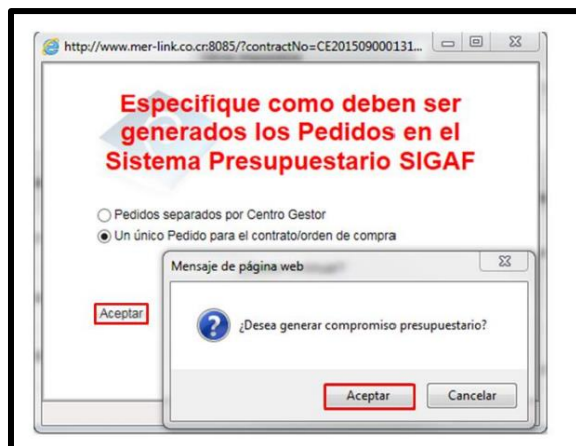 http://www.mer-link.co.cr:8085/?contractNo=CE201509000131...
Especifique como deben ser
generados los Pedidos en el
Sistema Presupuestario SIGAF
Pedidos separados por Centro Gestor
Un único Pedido para el contrato/orden de compra
Mensaje de página web
Aceptar
¿Desea generar compromiso presupuestario?
Aceptar
Cancelar